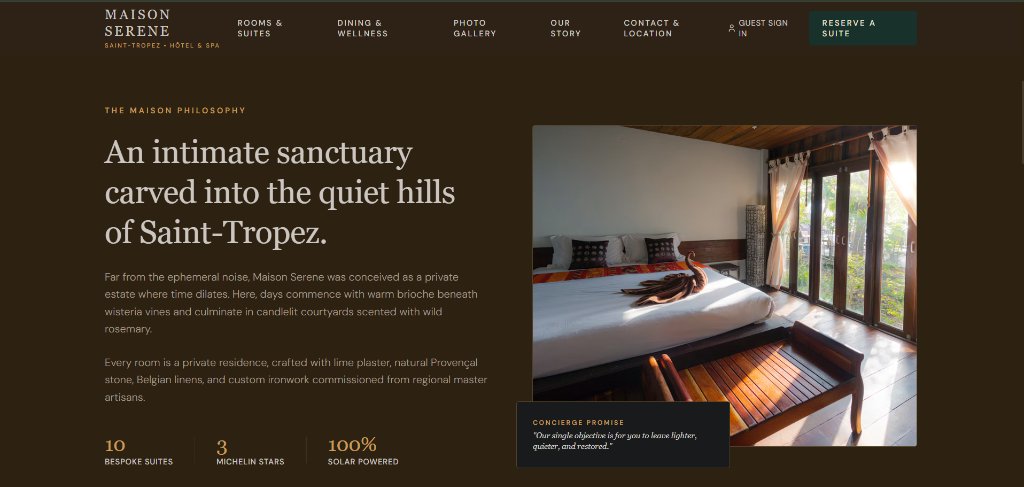 MAISON
SERENE
SAINT-TROPEZ • HÔTEL & SPA
ROOMS &
SUITES
DINING &
WELLNESS
PHOTO
GALLERY
OUR
STORY
CONTACT &
LOCATION
GUEST SIGN
IN
RESERVE A
SUITE
THE MAISON PHILOSOPHY
An intimate sanctuary
carved into the quiet hills
of Saint-Tropez.
Far from the ephemeral noise, Maison Serene was conceived as a private
estate where time dilates. Here, days commence with warm brioche beneath
wisteria vines and culminate in candlelit courtyards scented with wild
rosemary.
Every room is a private residence, crafted with lime plaster, natural Provençal
stone, Belgian linens, and custom ironwork commissioned from regional master
artisans.
10
BESPOKE SUITES
3
MICHELIN STARS
100%
SOLAR POWERED
CONCIERGE PROMISE
"Our single objective is for you to leave lighter,
quieter, and restored."